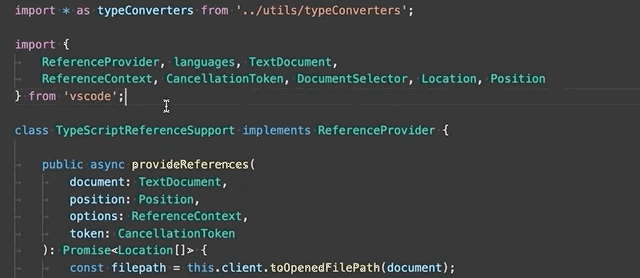 import * as typeConverters from '../utils/typeConverters';
import {
ReferenceProvider, languages, TextDocument,
ReferenceContext, CancellationToken, DocumentSelector, Location, Position
} from 'vscode';
class TypeScriptReferenceSupport implements ReferenceProvider {
public async provideReferences(
document: TextDocument,
position: Position,
options: ReferenceContext,
token: CancellationToken
): Promise<Location[]> {
const filepath = this.client.toOpenedFilePath(document);